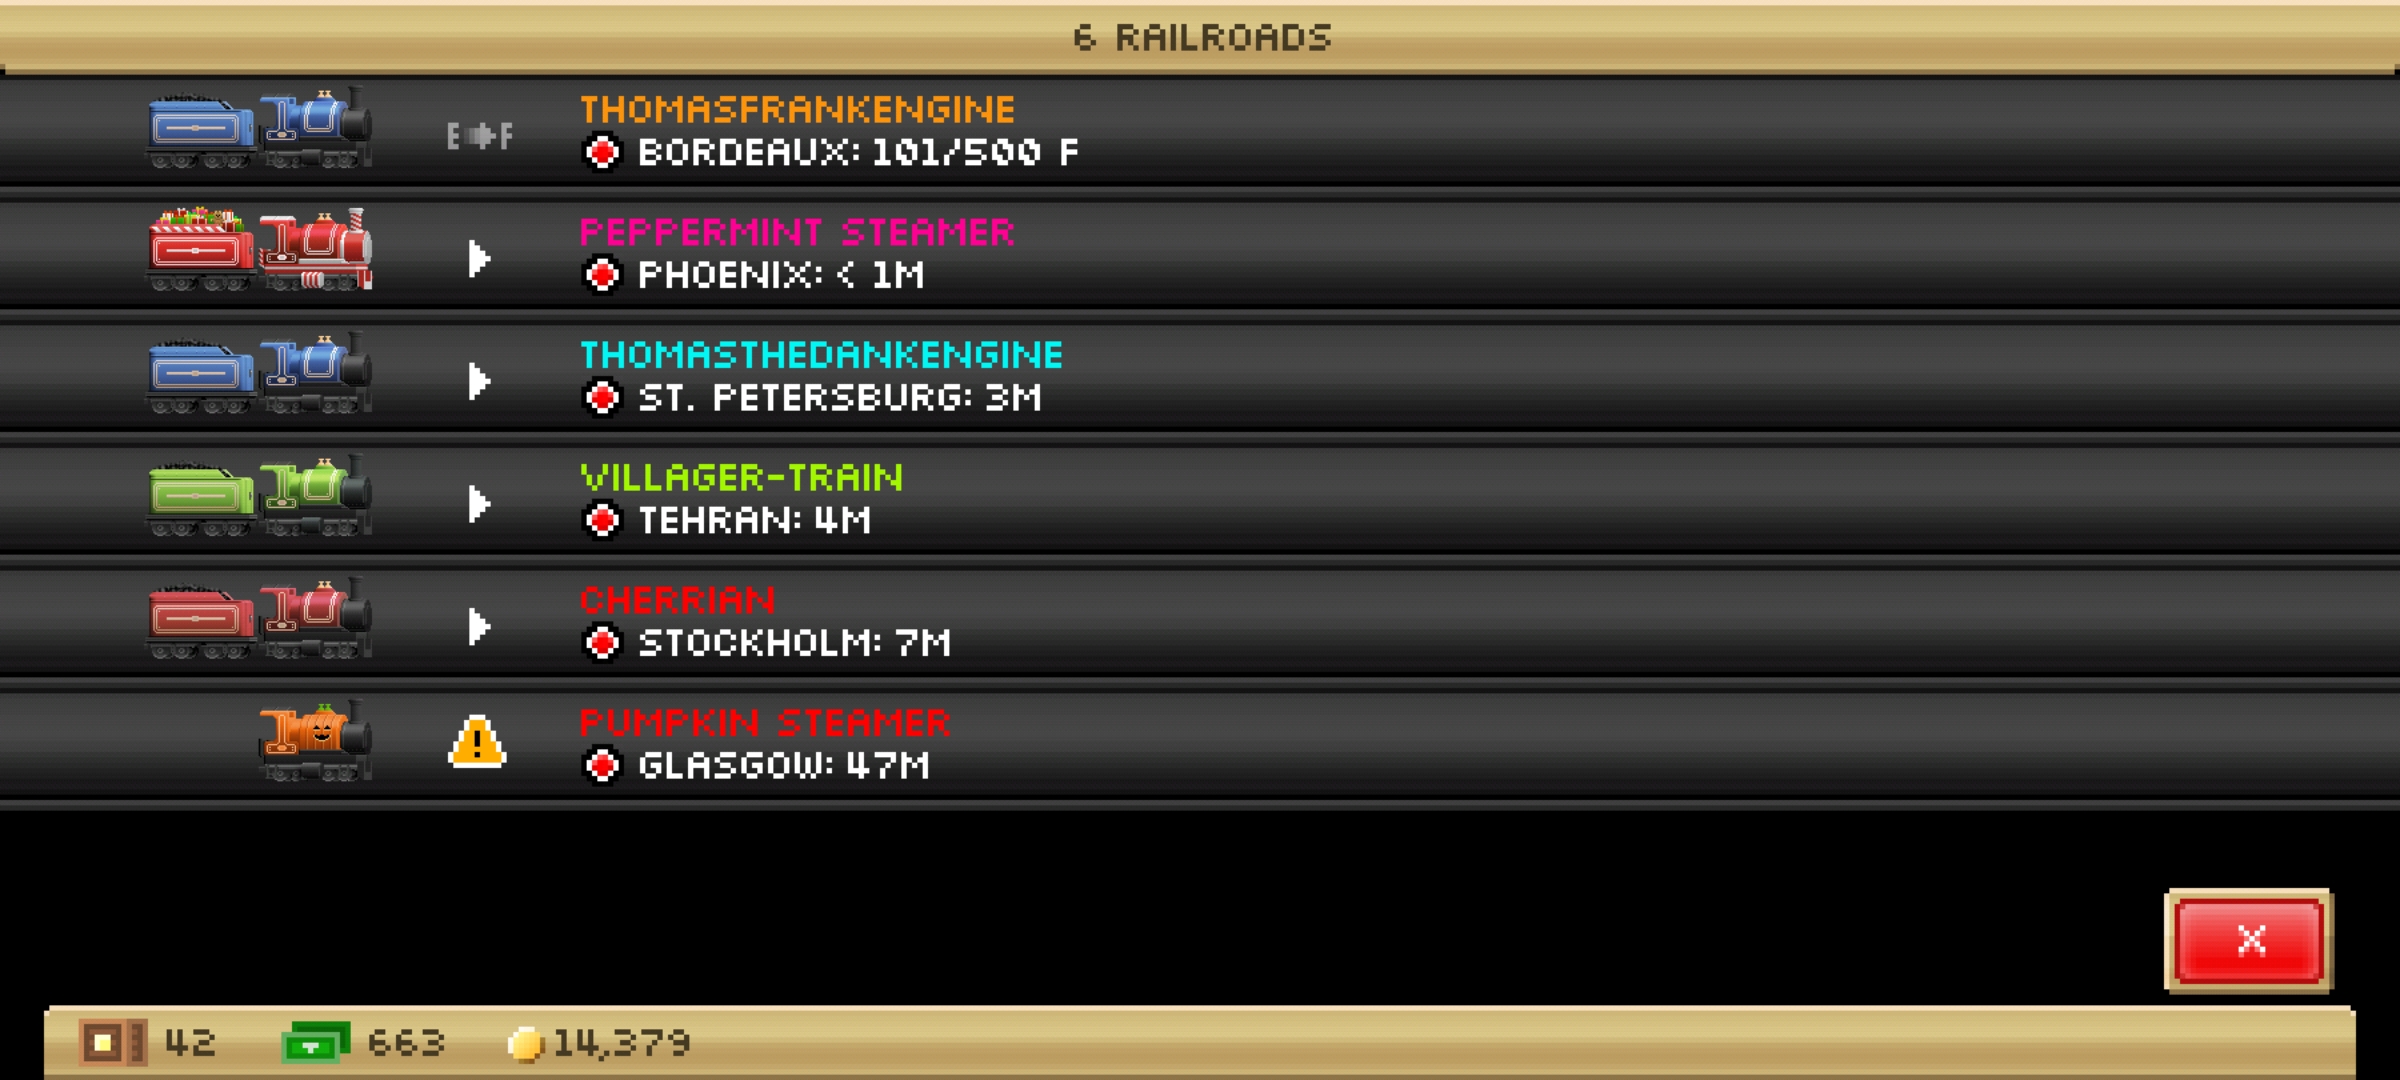 6 RAILROADS
THOMASFRANKENGINE
E F
BORDEAUX: 101/500 F
PEPPERMINT STEAMER
PHOENIX: < 1M
THOMASTHEDANKENGINE
ST. PETERSBURG: 3M
VILLAGER-TRAIN
TEHRAN: 4M
CHERRIAN
STOCKHOLM: 7M
PUMPKIN STEAMER
!
GLASGOW: 47M
X
42 663 14,379